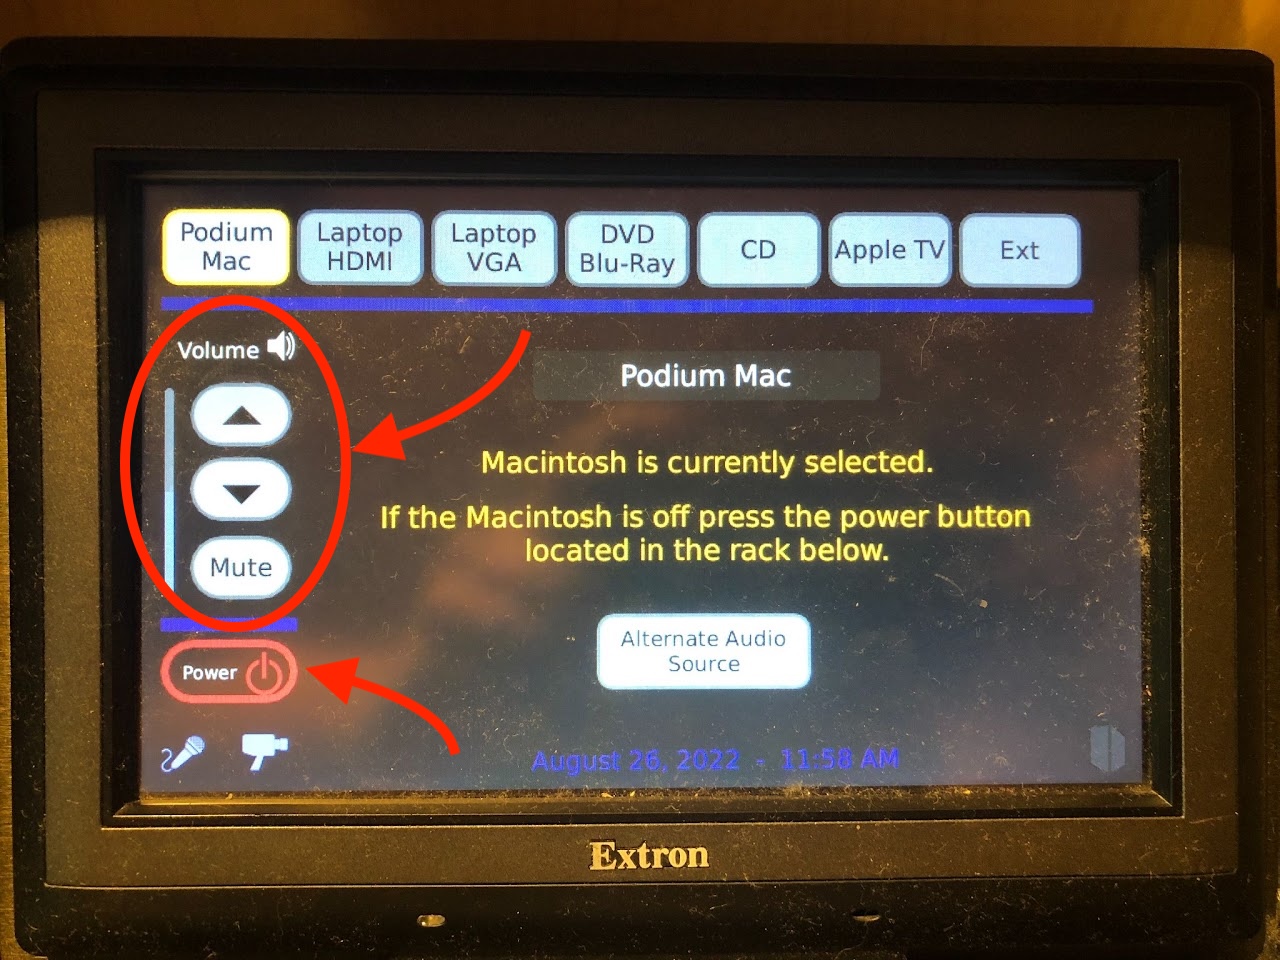 Podium
Mac
Laptop
HDMI
Laptop
VGA
DVD
Blu-Ray
CD
Apple TV
Ext
Volume
Podium Mac
Macintosh is currently selected.
If the Macintosh is off press the power button
located in the rack below.
Mute
Alternate Audio
Source
Power
August 26, 2022 - 11:58 AM
Extron